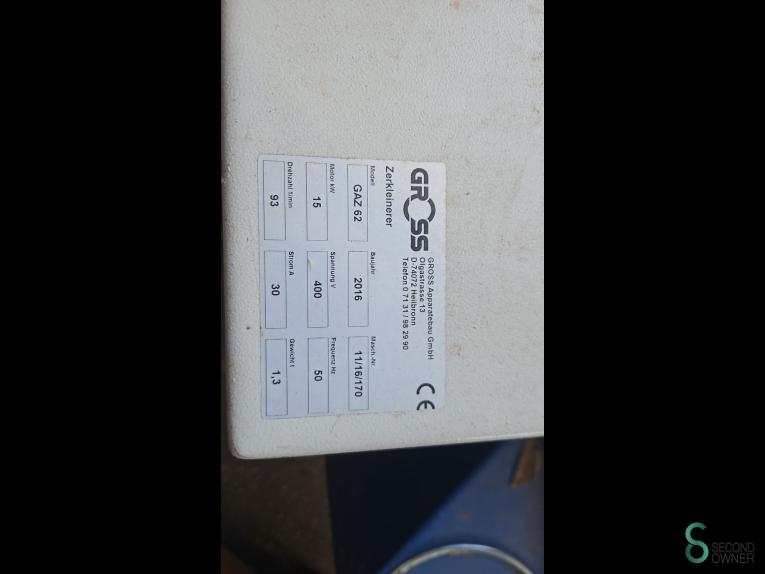 GROSS
GROSS Apparatebau GmbH
Olgastrasse 13
D-74072 Heilbronn
Telefon 0 71 31 / 98 29 90
CE
Zerkleinerer
Modell Baujahr Masch.-Nr.
GAZ 62 2016 11/16/170
Motor kW Spannung V Frequenz Hz
15 400 50
Drehzahl 1/min Strom A Gewicht t
93 30 1,3
SECOND
OWNER